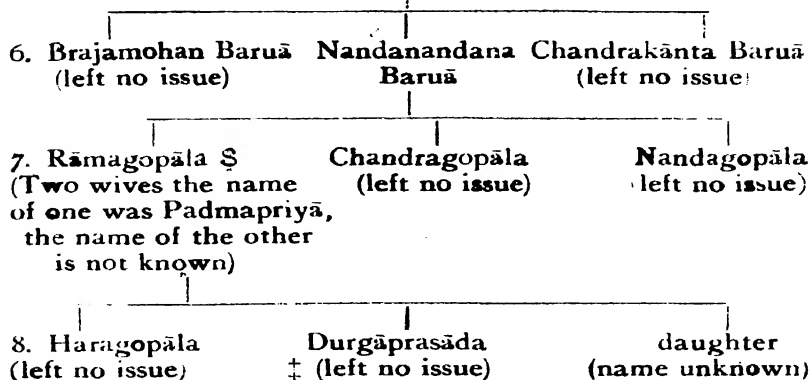 6. Brajamohan Baruā Nandanandana Chandrakānta Baruā
(left no issue) Baruā (left no issue)
7. Rāmagopāla Ṣ Chandragopāla Nandagopāla
(Two wives the name (left no issue) left no issue)
of one was Padmapriyā,
the name of the other
is not known)
8. Haragopāla Durgāprasāda daughter
(left no issue) ‡ (left no issue) (name unknown)